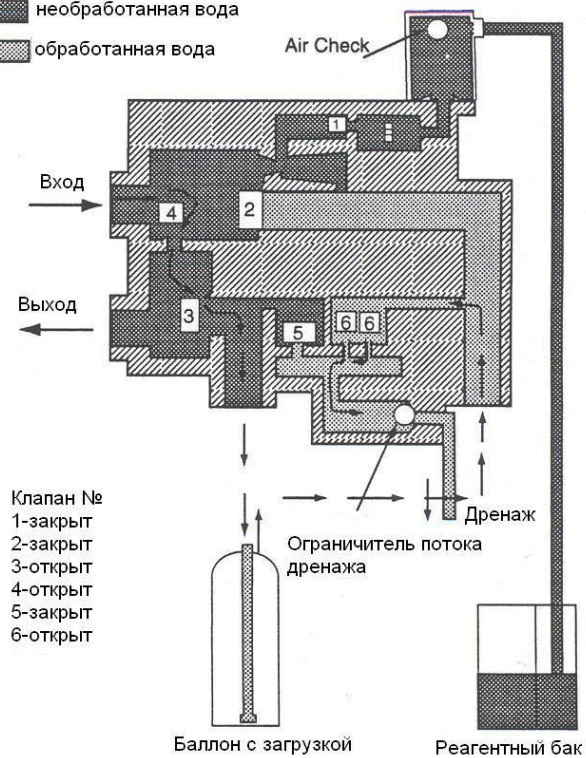 необработанная вода
обработанная вода
Air Check
1
Вход
4
2
Выход
3
5
6 6
Клапан №
1-закрыт
2-закрыт
3-открыт
4-открыт
5-закрыт
6-открыт
Дренаж
Ограничитель потока
дренажа
Баллон с загрузкой
Реагентный бак